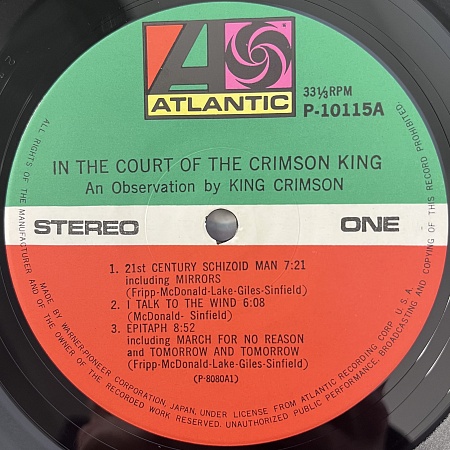 ATLANTIC
33⅓RPM
P-10115A
IN THE COURT OF THE CRIMSON KING
An Observation by KING CRIMSON
STEREO
ONE
1. 21st CENTURY SCHIZOID MAN 7:21
including MIRRORS
(Fripp-McDonald-Lake-Giles-Sinfield)
2. I TALK TO THE WIND 6:08
(McDonald- Sinfield)
3. EPITAPH 8:52
including MARCH FOR NO REASON
and TOMORROW AND TOMORROW
(Fripp-McDonald-Lake-Giles-Sinfield)
(P·8080A1)
MADE BY WARNER-PIONEER CORPORATION, JAPAN, UNDER LICENSE FROM ATLANTIC RECORDING CORP. U.S.A.
ALL RIGHTS OF THE MANUFACTURER AND OF THE OWNER OF THE RECORDED WORK RESERVED. UNAUTHORIZED PUBLIC PERFORMANCE, BROADCASTING AND COPYING OF THIS RECORD PROHIBITED.